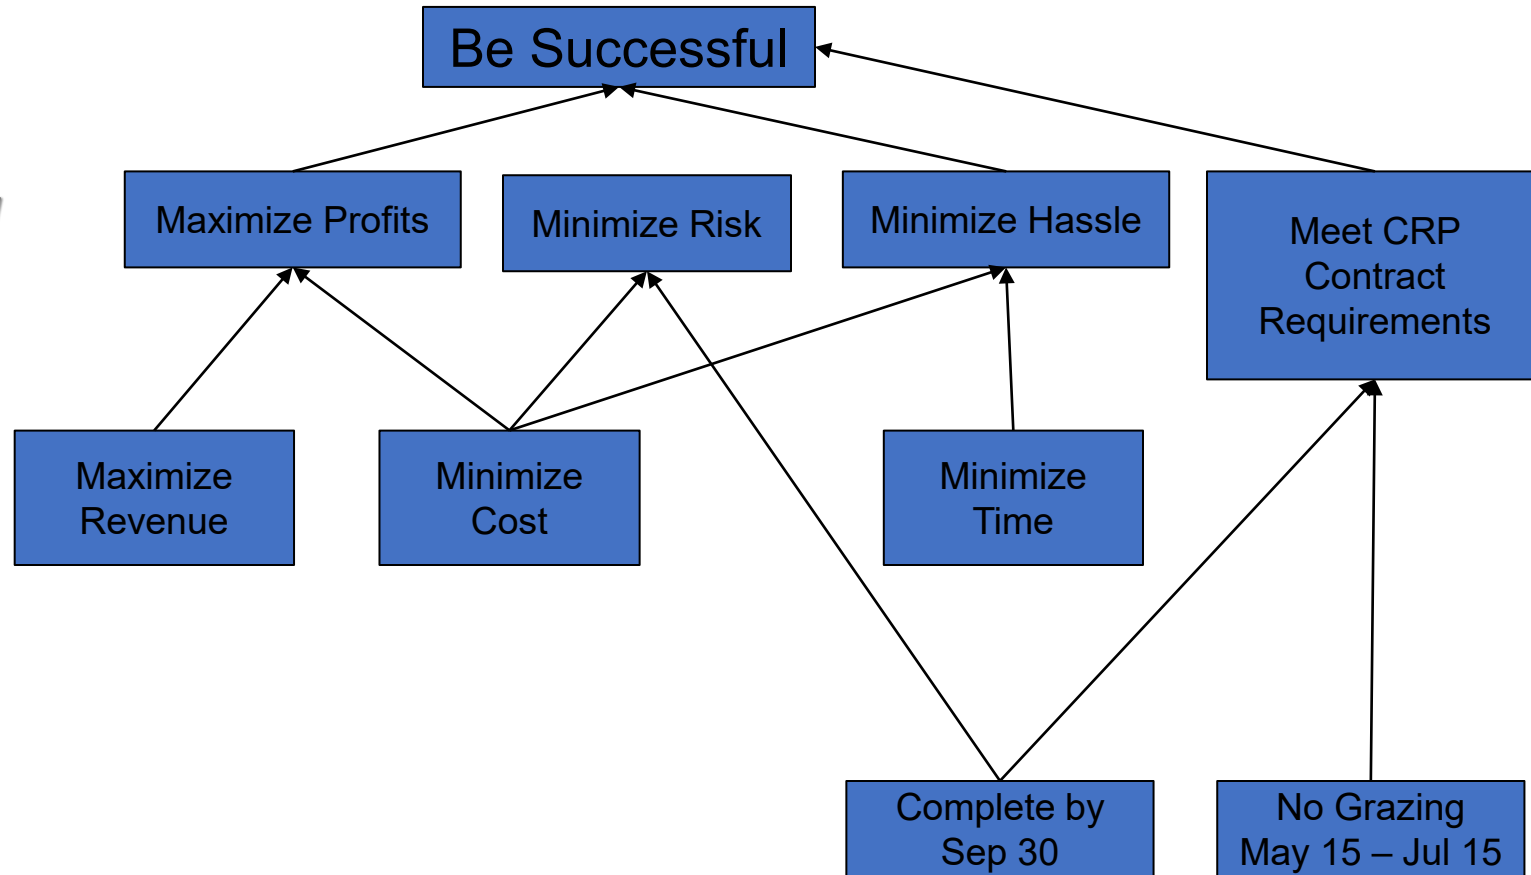 Be Successful
Maximize Profits
Minimize Risk
Minimize Hassle
Meet CRP
Contract
Requirements
Maximize
Revenue
Minimize
Cost
Minimize
Time
Complete by
Sep 30
No Grazing
May 15 – Jul 15